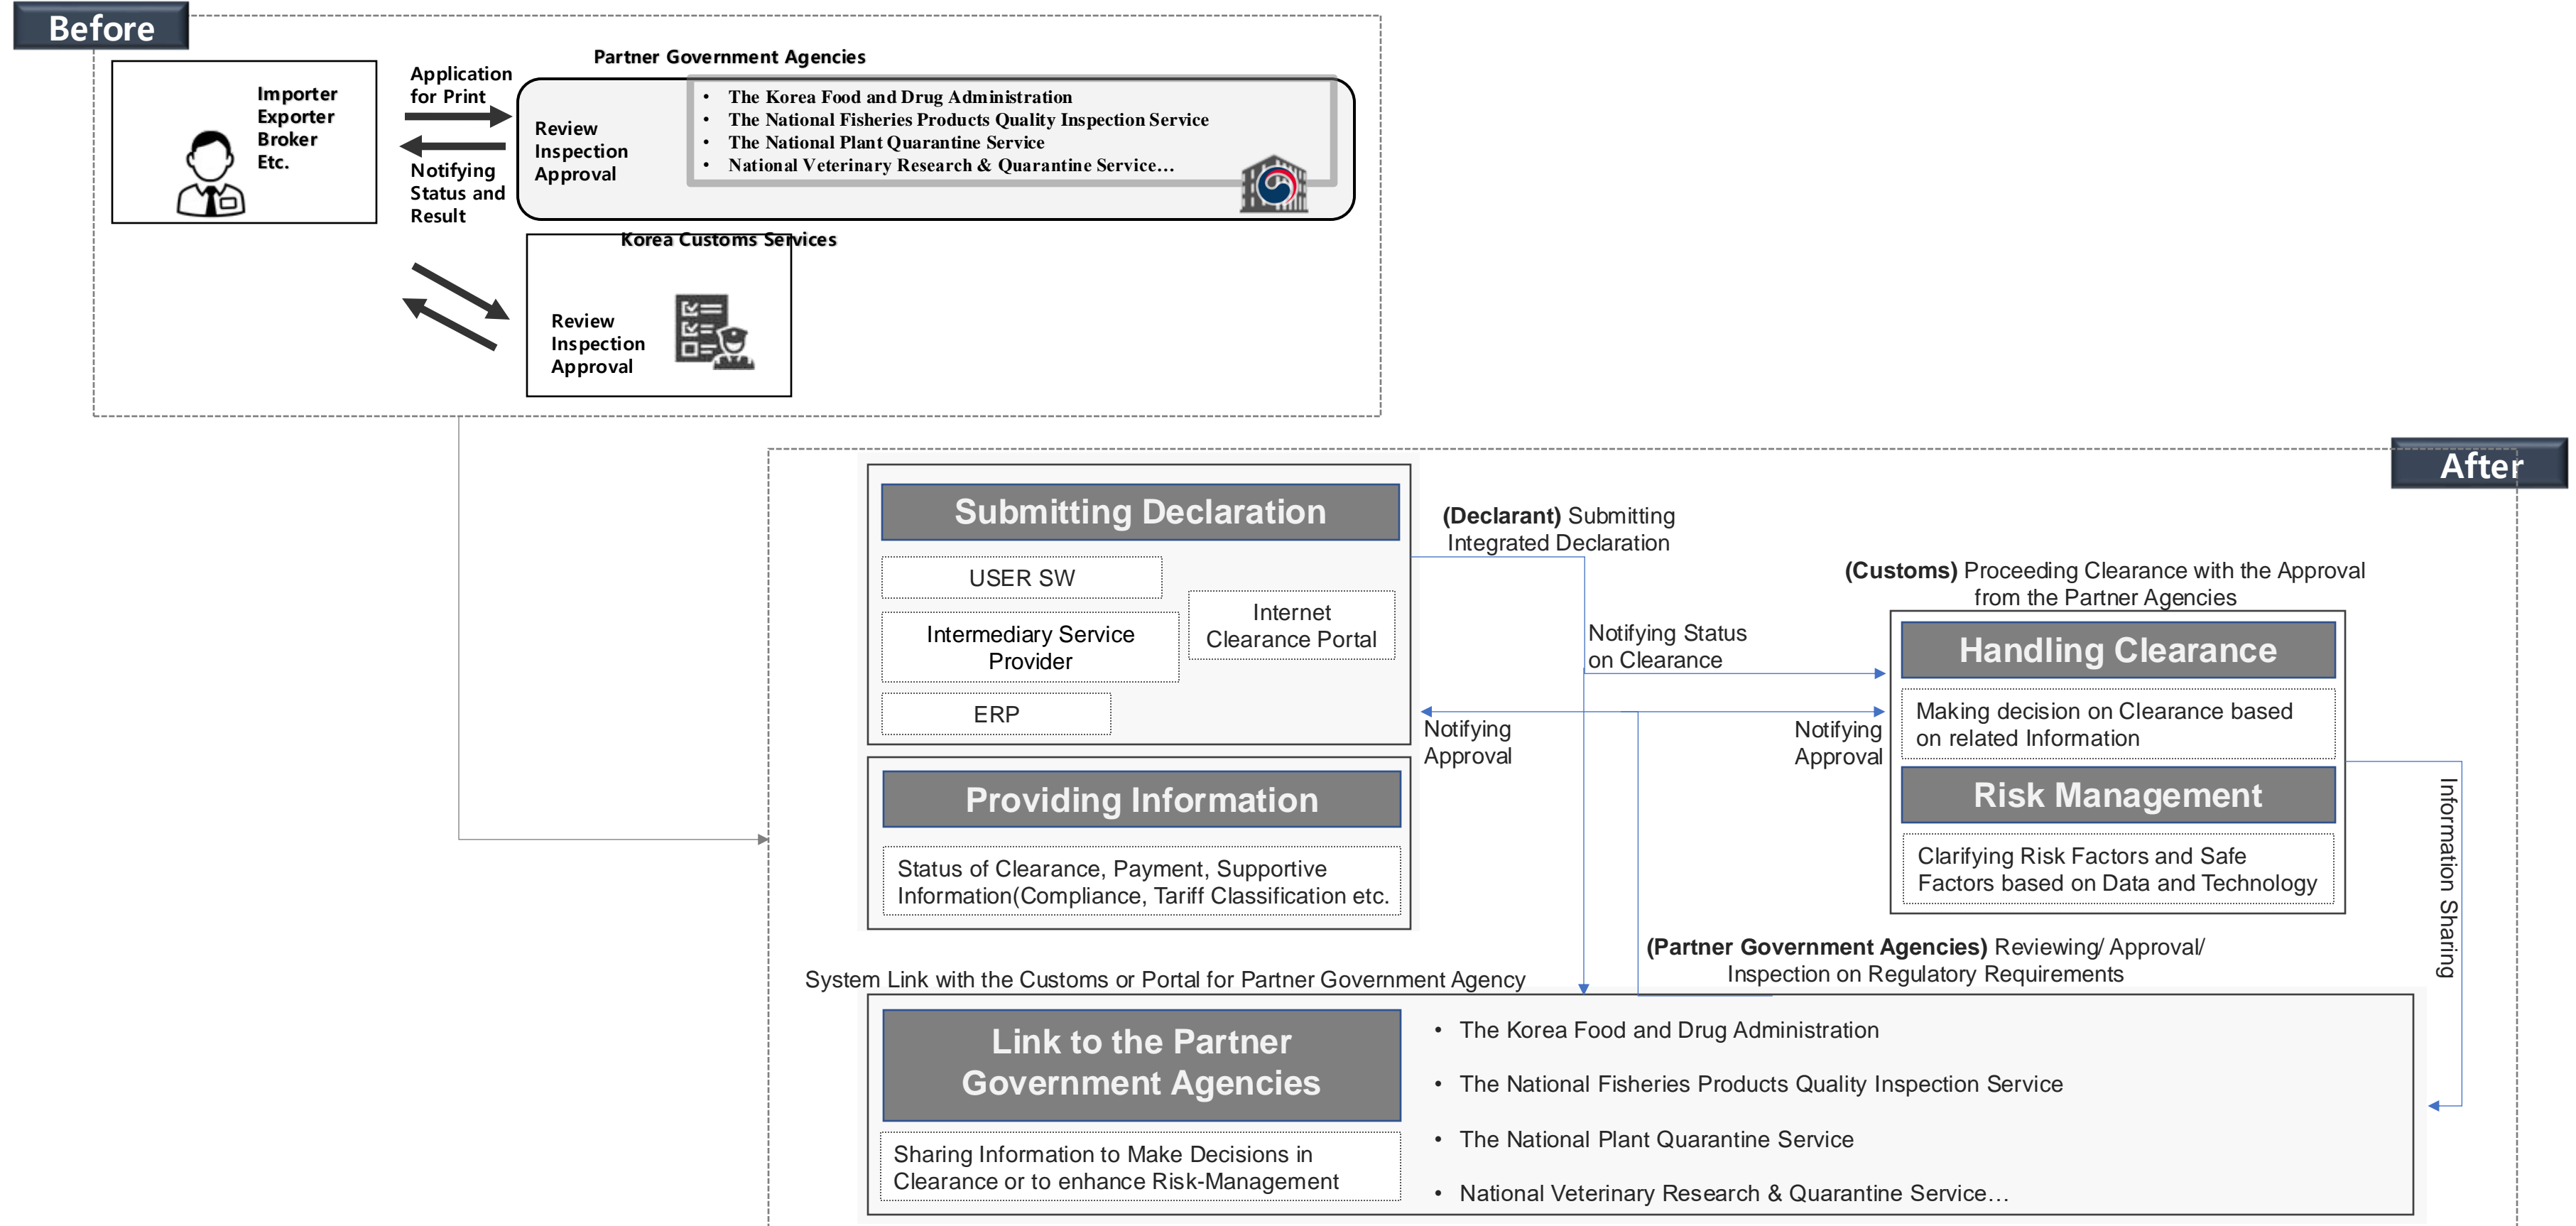 Before
Partner Government Agencies
Importer
Exporter
Broker
Etc.
Application
for Print
Notifying
Status and
Result
Review
Inspection
Approval
• The Korea Food and Drug Administration
• The National Fisheries Products Quality Inspection Service
• The National Plant Quarantine Service
• National Veterinary Research & Quarantine Service…
Korea Customs Services
Review
Inspection
Approval
After
Submitting Declaration
USER SW
Intermediary Service
Provider
ERP
Internet
Clearance Portal
(Declarant) Submitting
Integrated Declaration
Notifying Status
on Clearance
Notifying
Approval
Notifying
Approval
(Customs) Proceeding Clearance with the Approval
from the Partner Agencies
Handling Clearance
Making decision on Clearance based
on related Information
Risk Management
Clarifying Risk Factors and Safe
Factors based on Data and Technology
Information Sharing
Providing Information
Status of Clearance, Payment, Supportive
Information(Compliance, Tariff Classification etc.
(Partner Government Agencies) Reviewing/ Approval/
Inspection on Regulatory Requirements
System Link with the Customs or Portal for Partner Government Agency
Link to the Partner
Government Agencies
Sharing Information to Make Decisions in
Clearance or to enhance Risk-Management
• The Korea Food and Drug Administration
• The National Fisheries Products Quality Inspection Service
• The National Plant Quarantine Service
• National Veterinary Research & Quarantine Service…